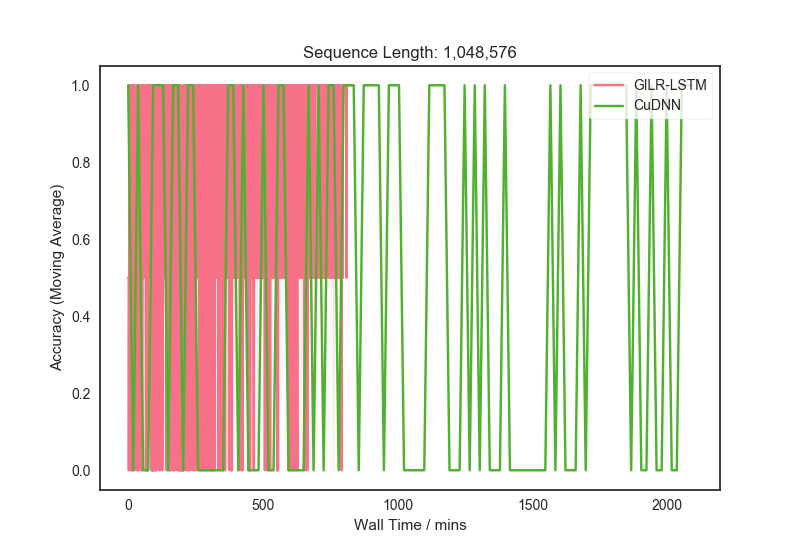 Sequence Length: 1,048,576
GILR-LSTM
CuDNN
Accuracy (Moving Average)
1.0
0.8
0.6
0.4
0.2
0.0
0
500
1000
1500
2000
Wall Time / mins